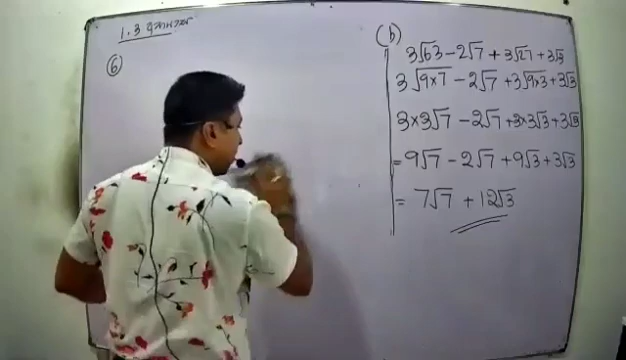 1.3
6
(b)
3√63 - 2√7 + 3√27 + 3√3
3√9×7 - 2√7 + 3√9×3 + 3√3
3×3√7 - 2√7 + 3×3√3 + 3√3
= 9√7 - 2√7 + 9√3 + 3√3
= 7√7 + 12√3